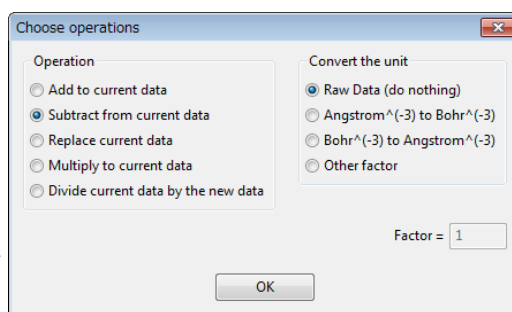 Choose operations
Operation
Add to current data
Subtract from current data
Replace current data
Multiply to current data
Divide current data by the new data
Convert the unit
Raw Data (do nothing)
Angstrom^(-3) to Bohr^(-3)
Bohr^(-3) to Angstrom^(-3)
Other factor
Factor = 1
OK